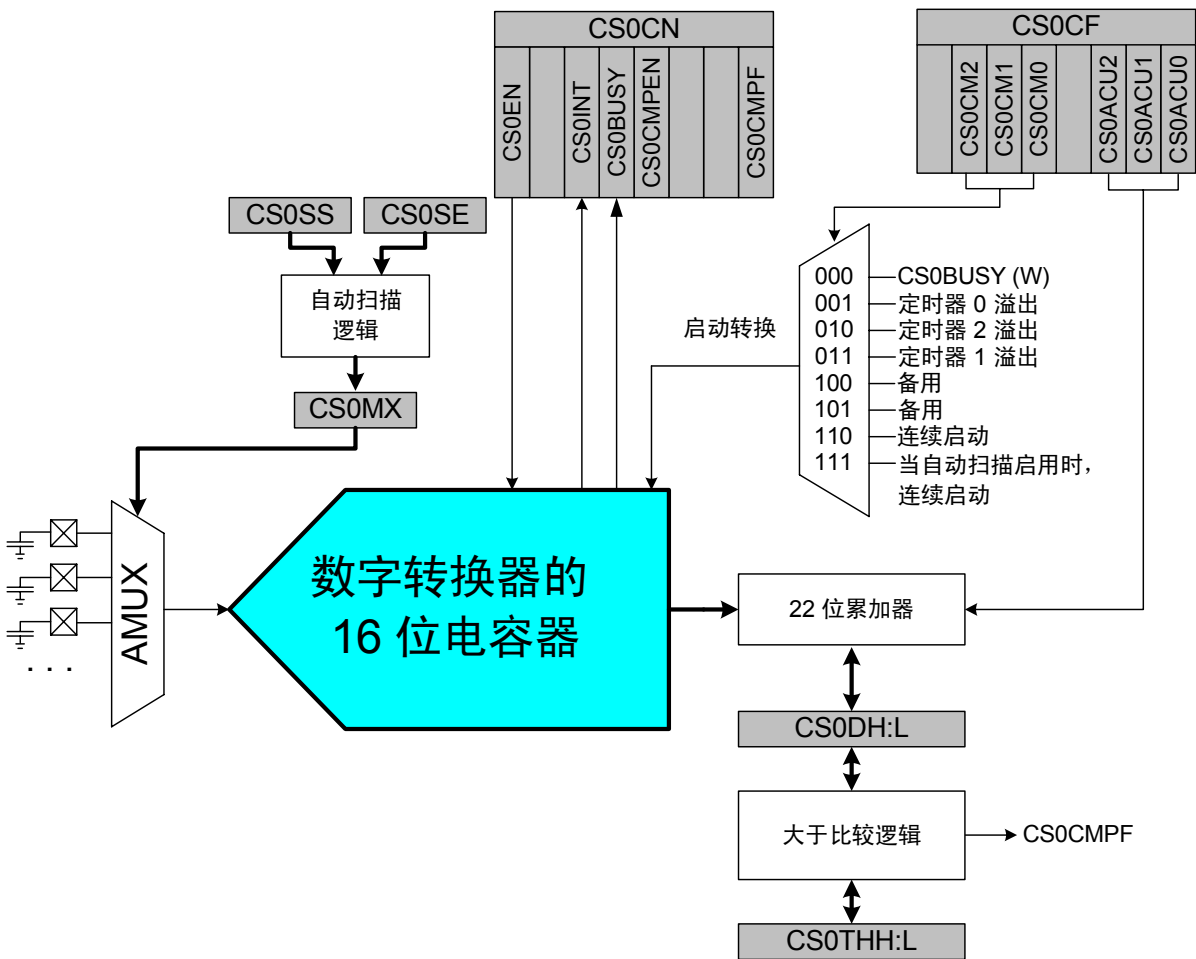 CS0CN
CS0EN
CS0INT
CS0BUSY
CS0CMPEN
CS0CMPF
CS0CF
CS0CM2
CS0CM1
CS0CM0
CS0ACU2
CS0ACU1
CS0ACU0
CS0SS
CS0SE
自动扫描
逻辑
CS0MX
启动转换
000 CS0BUSY (W)
001 定时器 0 溢出
010 定时器 2 溢出
011 定时器 1 溢出
100 备用
101 备用
110 连续启动
111 当自动扫描启用时，
连续启动
AMUX
. . .
数字转换器的
16 位电容器
22 位累加器
CS0DH:L
大于比较逻辑
CS0CMPF
CS0THH:L